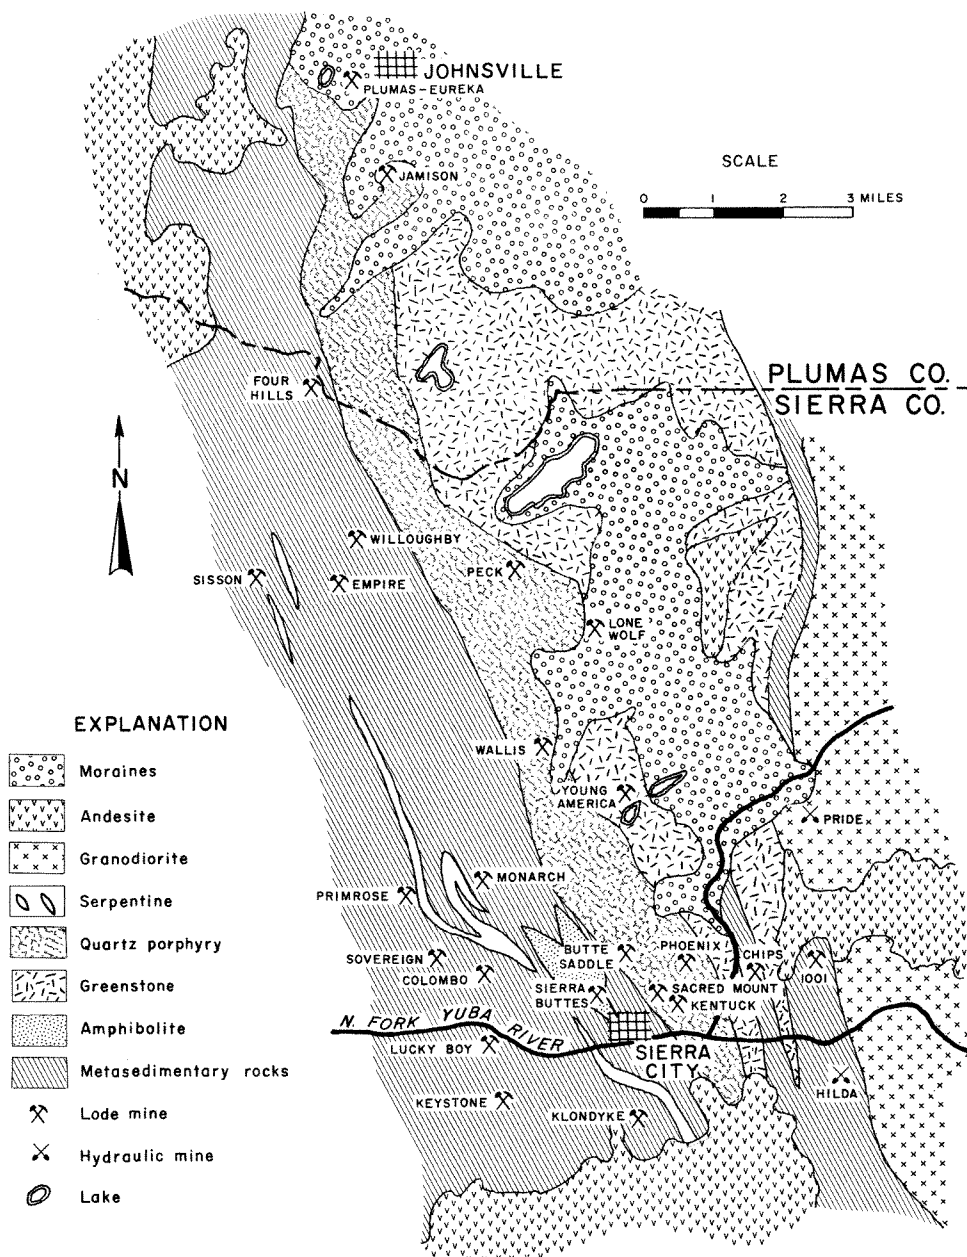 JOHNSVILLE
PLUMAS-EUREKA
JAMISON
SCALE
0 1 2 3 MILES
FOUR
HILLS
PLUMAS CO.
SIERRA CO.
N
WILLOUGHBY
SISSON
EMPIRE
PECK
LONE
WOLF
WALLIS
YOUNG
AMERICA
PRIDE
MONARCH
PRIMROSE
SOVEREIGN
COLOMBO
BUTTE
SADDLE
PHOENIX
CHIPS
1001
SIERRA
BUTTES
SACRED MOUNT
KENTUCK
N. FORK YUBA RIVER
LUCKY BOY
SIERRA
CITY
HILDA
KEYSTONE
KLONDYKE
EXPLANATION
Moraines
Andesite
Granodiorite
Serpentine
Quartz porphyry
Greenstone
Amphibolite
Metasedimentary rocks
Lode mine
Hydraulic mine
Lake